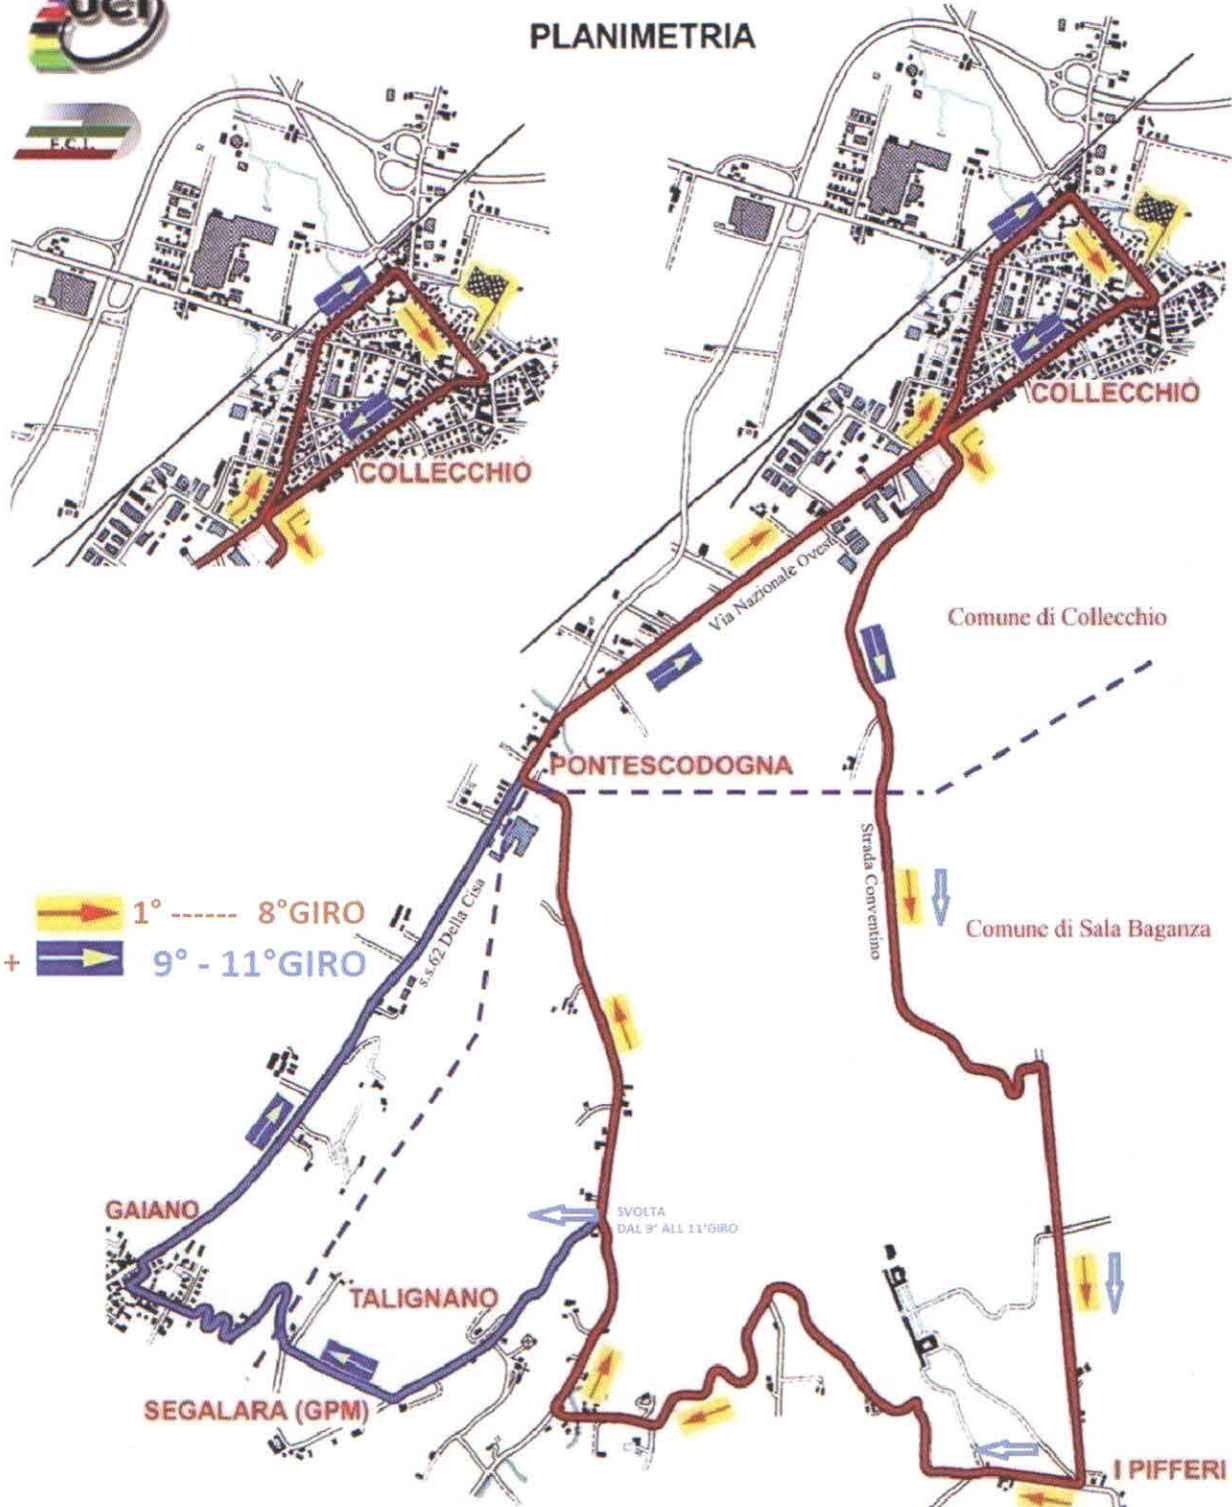 UCI
PLANIMETRIA
F.C.I.
COLLECCHIO
COLLECCHIO
Via Nazionale Ovest
Comune di Collecchio
PONTESCODOGNA
Strada Conventino
s.s.62 Della Cisa
1° ------ 8°GIRO
+ 9° - 11°GIRO
Comune di Sala Baganza
GAIANO
SVOLTA
DAL 9° ALL 11°GIRO
TALIGNANO
SEGALARA (GPM)
I PIFFERI